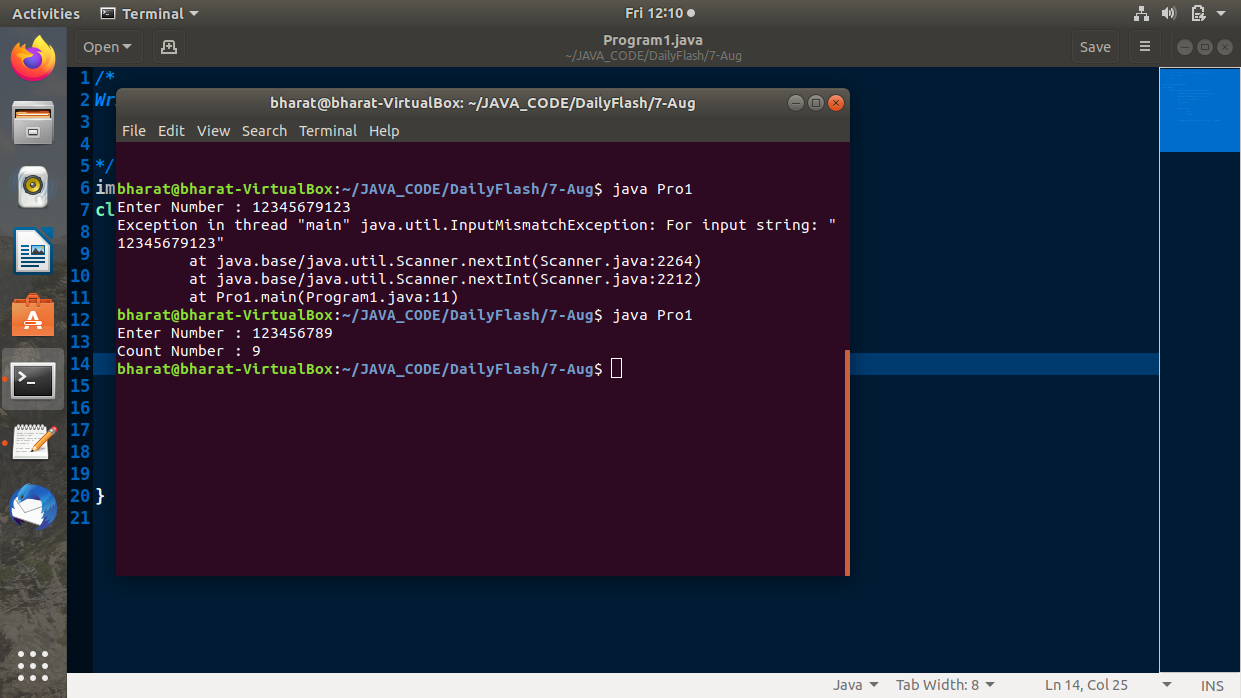 Activities Terminal Fri 12:10
Open Program1.java Save
~/JAVA_CODE/DailyFlash/7-Aug
1 /*
2 Wr
3
4
5 */
6 im
7 cl
8
9
10
11
12
13
14
15
16
17
18
19
20 }
21
bharat@bharat-VirtualBox: ~/JAVA_CODE/DailyFlash/7-Aug
File Edit View Search Terminal Help
bharat@bharat-VirtualBox:~/JAVA_CODE/DailyFlash/7-Aug$ java Pro1
Enter Number : 12345679123
Exception in thread "main" java.util.InputMismatchException: For input string: "
12345679123"
at java.base/java.util.Scanner.nextInt(Scanner.java:2264)
at java.base/java.util.Scanner.nextInt(Scanner.java:2212)
at Pro1.main(Program1.java:11)
bharat@bharat-VirtualBox:~/JAVA_CODE/DailyFlash/7-Aug$ java Pro1
Enter Number : 123456789
Count Number : 9
bharat@bharat-VirtualBox:~/JAVA_CODE/DailyFlash/7-Aug$
Java Tab Width: 8 Ln 14, Col 25 INS